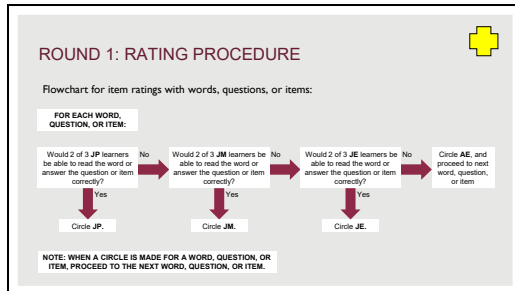 ROUND 1: RATING PROCEDURE
Flowchart for item ratings with words, questions, or items:
FOR EACH WORD,
QUESTION, OR ITEM:
Would 2 of 3 JP learners
be able to read the word or
answer the question or item
correctly?
No
Would 2 of 3 JM learners be
able to read the word or
answer the question or item
correctly?
No
Would 2 of 3 JE learners be
able to read the word or
answer the question or item
correctly?
No
Circle AE, and
proceed to next
word, question,
or item
Yes
Yes
Yes
Circle JP.
Circle JM.
Circle JE.
NOTE: WHEN A CIRCLE IS MADE FOR A WORD, QUESTION, OR
ITEM, PROCEED TO THE NEXT WORD, QUESTION, OR ITEM.